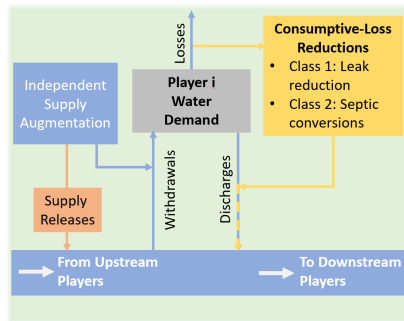 Losses
Consumptive-Loss
Reductions
• Class 1: Leak
reduction
• Class 2: Septic
conversions
Independent
Supply
Augmentation
Player i
Water
Demand
Supply
Releases
Withdrawals
Discharges
From Upstream
Players
To Downstream
Players